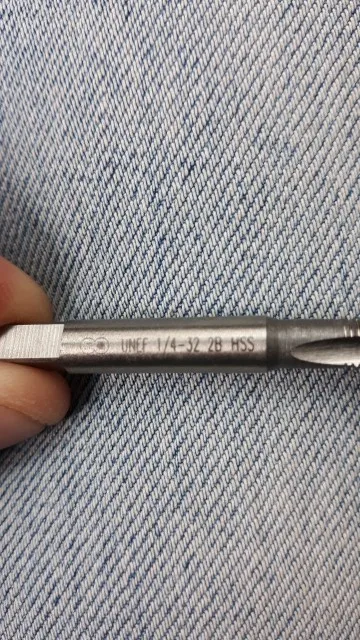 UNEF 1/4-32 2B HSS